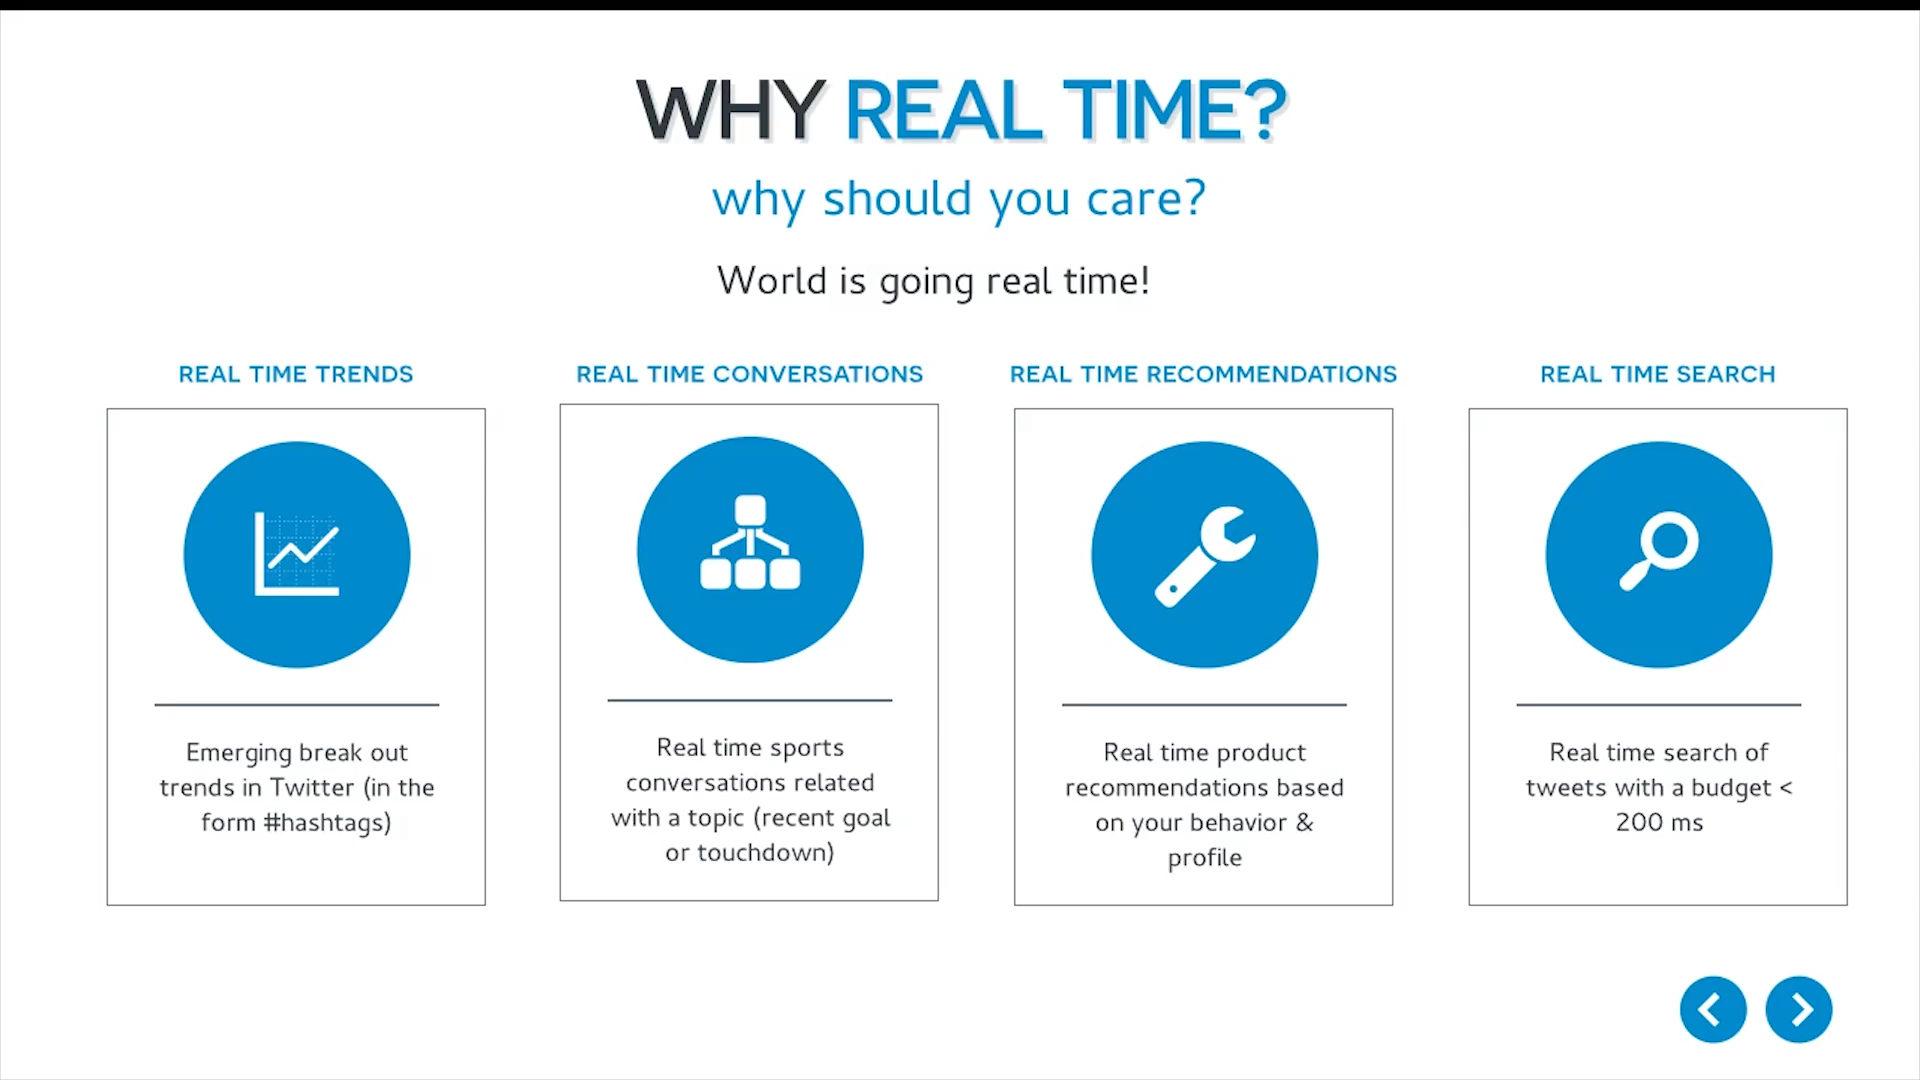 WHY REAL TIME?
why should you care?
World is going real time!
REAL TIME TRENDS
Emerging break out
trends in Twitter (in the
form #hashtags)
REAL TIME CONVERSATIONS
Real time sports
conversations related
with a topic (recent goal
or touchdown)
REAL TIME RECOMMENDATIONS
Real time product
recommendations based
on your behavior &
profile
REAL TIME SEARCH
Real time search of
tweets with a budget <
200 ms